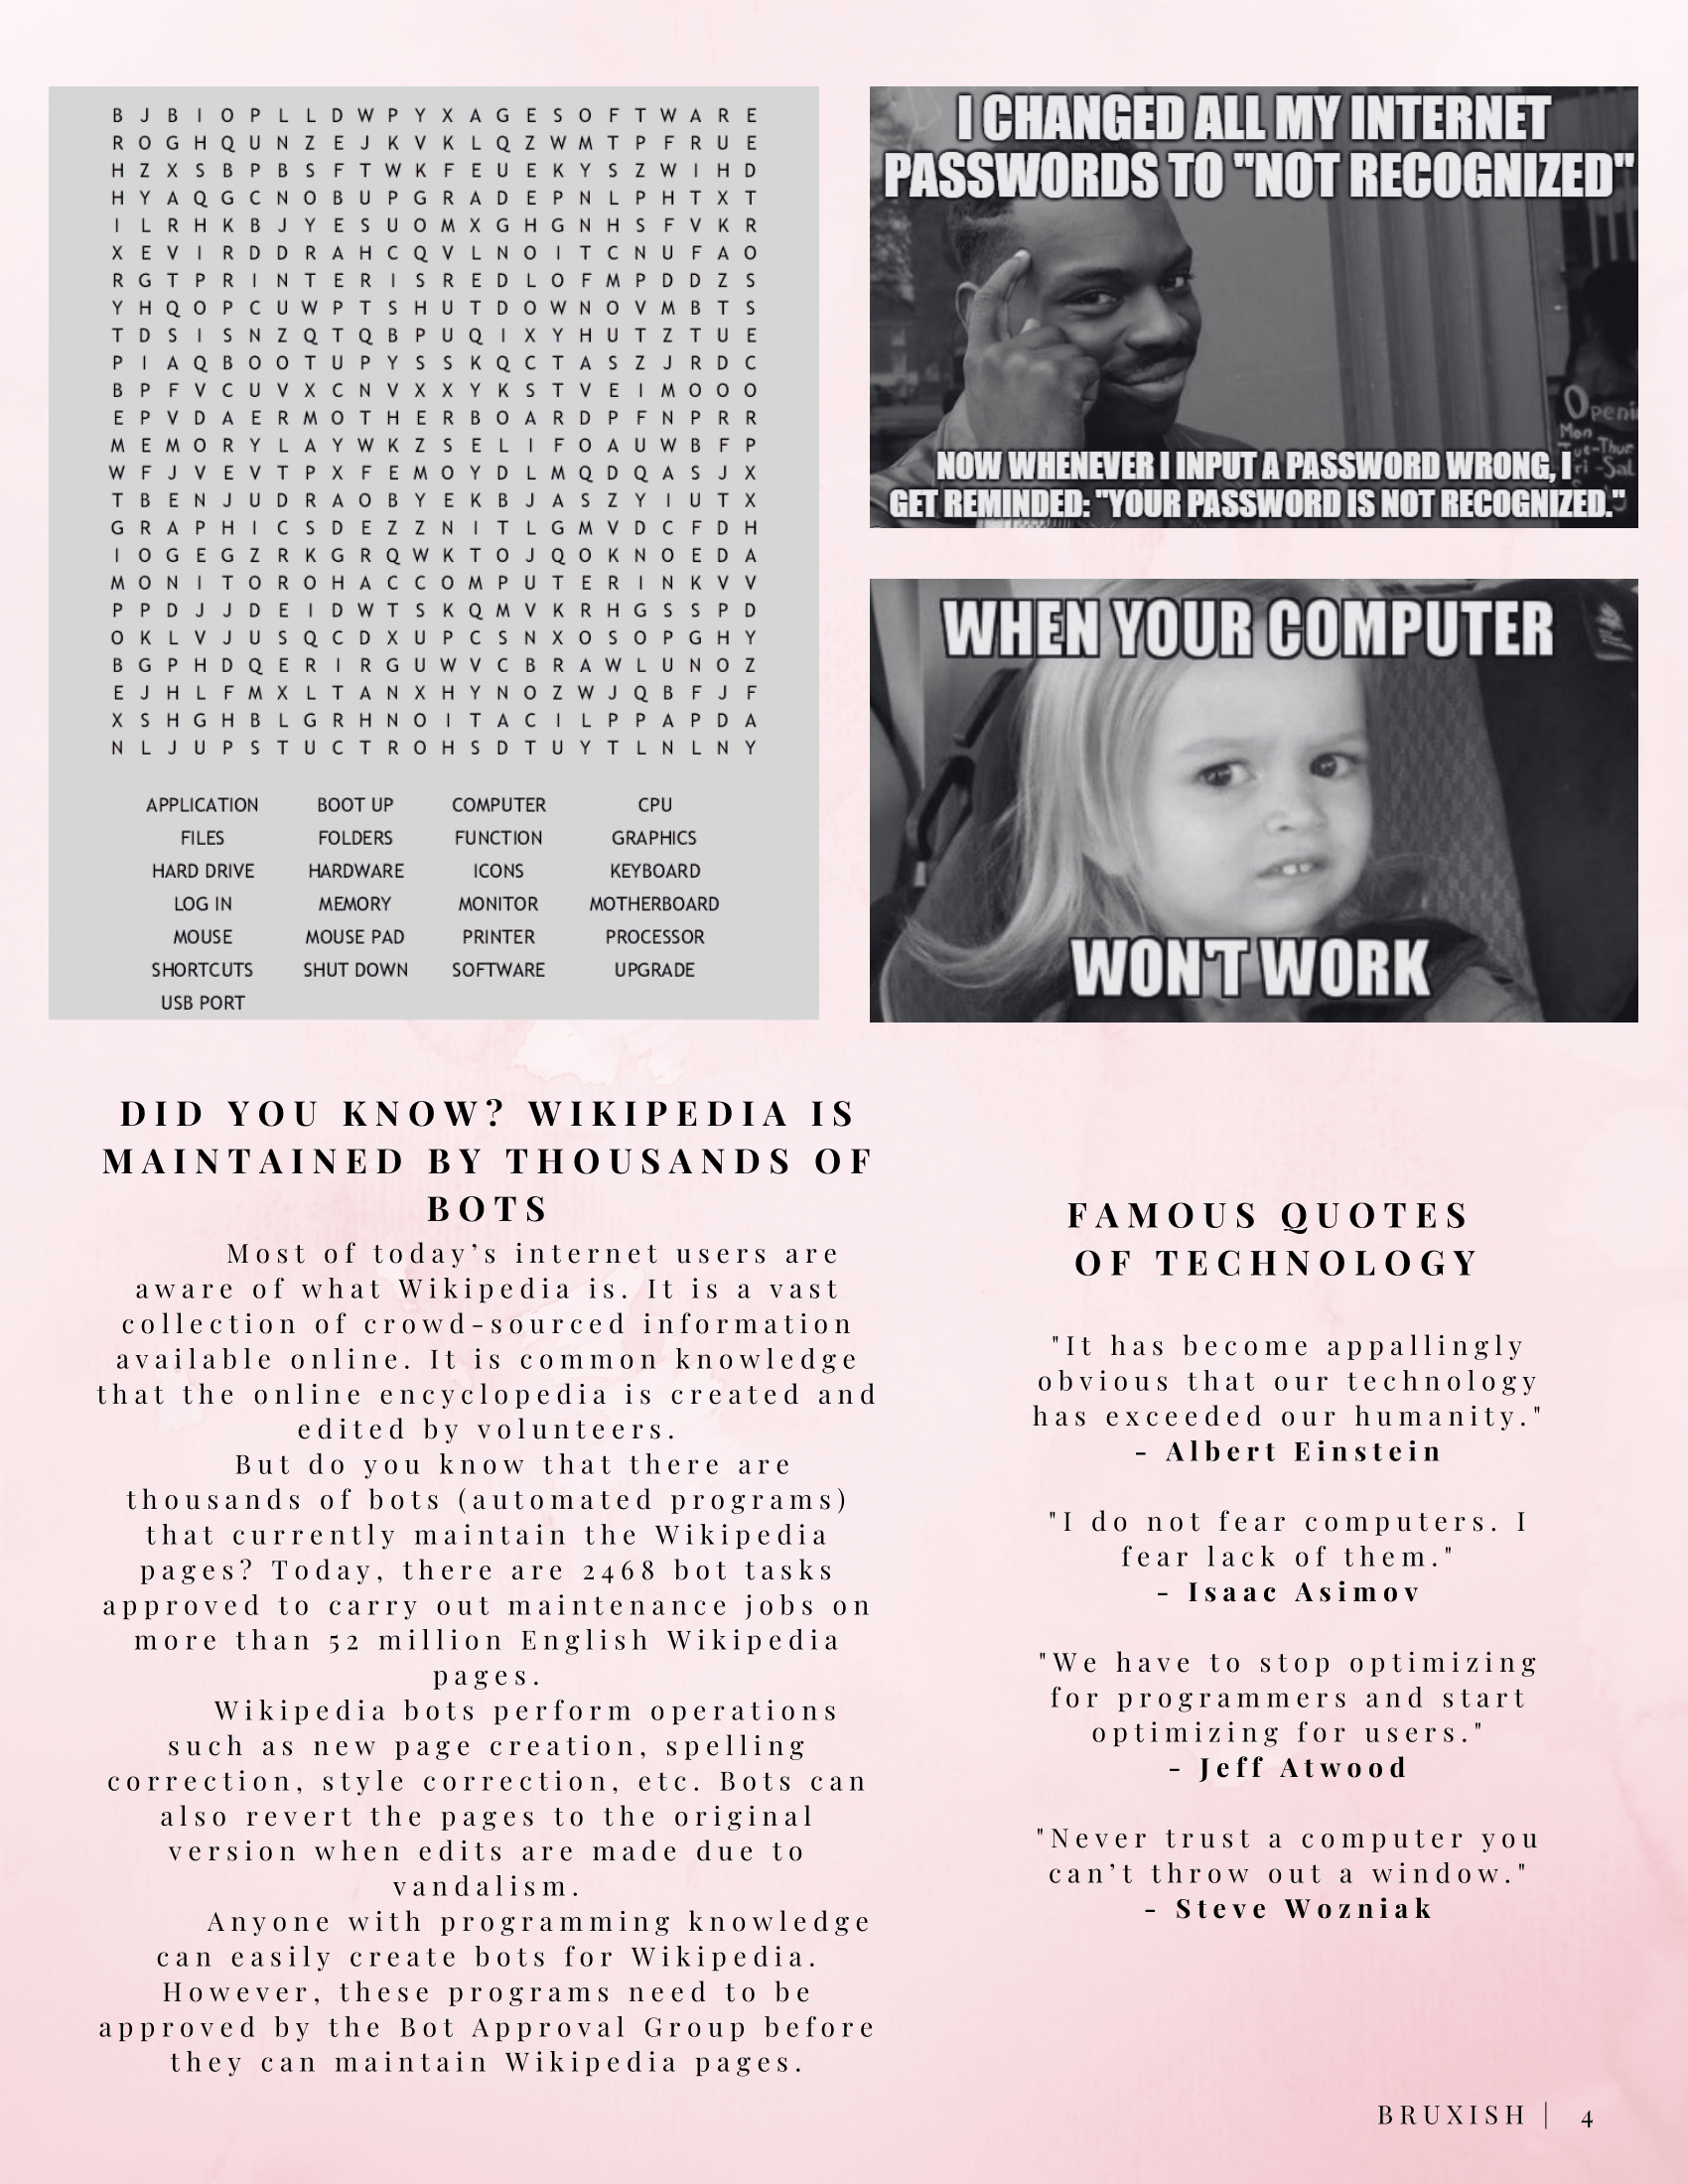 B J B I O P L L D W P Y X A G E S O F T W A R E
R O G H Q U N Z E J K V K L Q Z W M T P F R U E
H Z X S B P B S F T W K F E U E K Y S Z W I H D
H Y A Q G C N O B U P G R A D E P N L P H T X T
I L R H K B J Y E S U O M X G H G N H S F V K R
X E V I R D D R A H C Q V L N O I T C N U F A O
R G T P R I N T E R I S R E D L O F M P D D Z S
Y H Q O P C U W P T S H U T D O W N O V M B T S
T D S I S N Z Q T Q B P U Q I X Y H U T Z T U E
P I A Q B O O T U P Y S S K Q C T A S Z J R D C
B P F V C U V X C N V X X Y K S T V E I M O O O
E P V D A E R M O T H E R B O A R D P F N P R R
M E M O R Y L A Y W K Z S E L I F O A U W B F P
W F J V E V T P X F E M O Y D L M Q D Q A S J X
T B E N J U D R A O B Y E K B J A S Z Y I U T X
G R A P H I C S D E Z Z N I T L G M V D C F D H
I O G E G Z R K G R Q W K T O J Q O K N O E D A
M O N I T O R O H A C C O M P U T E R I N K V V
P P D J J D E I D W T S K Q M V K R H G S S P D
O K L V J U S Q C D X U P C S N X O S O P G H Y
B G P H D Q E R I R G U W V C B R A W L U N O Z
E J H L F M X L T A N X H Y N O Z W J Q B F J F
X S H G H B L G R H N O I T A C I L P P A P D A
N L J U P S T U C T R O H S D T U Y T L N L N Y
APPLICATION BOOT UP COMPUTER CPU
FILES FOLDERS FUNCTION GRAPHICS
HARD DRIVE HARDWARE ICONS KEYBOARD
LOG IN MEMORY MONITOR MOTHERBOARD
MOUSE MOUSE PAD PRINTER PROCESSOR
SHORTCUTS SHUT DOWN SOFTWARE UPGRADE
USB PORT
I CHANGED ALL MY INTERNET
PASSWORDS TO "NOT RECOGNIZED"
Openi
Mon
NOW WHENEVER I INPUT A PASSWORD WRONG, I
GET REMINDED: "YOUR PASSWORD IS NOT RECOGNIZED."
WHEN YOUR COMPUTER
WON'T WORK
DID YOU KNOW? WIKIPEDIA IS
MAINTAINED BY THOUSANDS OF
BOTS
Most of today's internet users are
aware of what Wikipedia is. It is a vast
collection of crowd-sourced information
available online. It is common knowledge
that the online encyclopedia is created and
edited by volunteers.
But do you know that there are
thousands of bots (automated programs)
that currently maintain the Wikipedia
pages? Today, there are 2468 bot tasks
approved to carry out maintenance jobs on
more than 52 million English Wikipedia
pages.
Wikipedia bots perform operations
such as new page creation, spelling
correction, style correction, etc. Bots can
also revert the pages to the original
version when edits are made due to
vandalism.
Anyone with programming knowledge
can easily create bots for Wikipedia.
However, these programs need to be
approved by the Bot Approval Group before
they can maintain Wikipedia pages.
FAMOUS QUOTES
OF TECHNOLOGY
"It has become appallingly
obvious that our technology
has exceeded our humanity."
- Albert Einstein
"I do not fear computers. I
fear lack of them."
- Isaac Asimov
"We have to stop optimizing
for programmers and start
optimizing for users."
- Jeff Atwood
"Never trust a computer you
can't throw out a window."
- Steve Wozniak
BRUXISH | 4